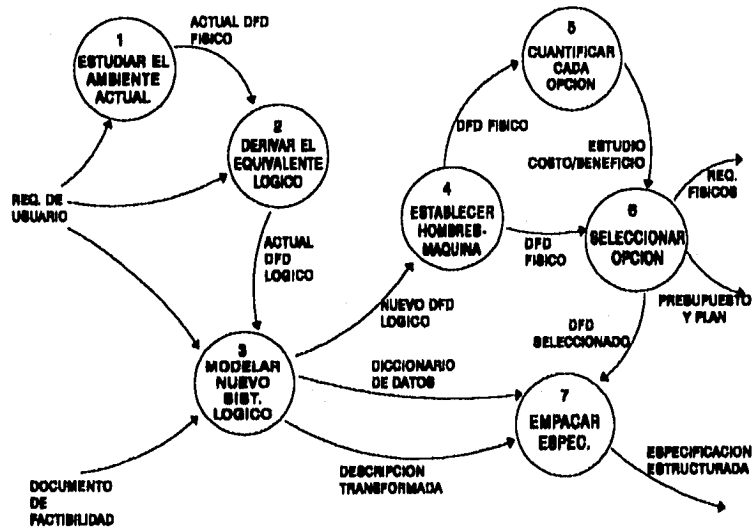 1
ESTUDIAR EL
AMBIENTE
ACTUAL
ACTUAL DFD
FISICO
2
DERIVAR EL
EQUIVALENTE
LOGICO
REQ. DE
USUARIO
ACTUAL
DFD
LOGICO
3
MODELAR
NUEVO
SIST.
LOGICO
DOCUMENTO
DE
FACTIBILIDAD
NUEVO DFD
LOGICO
4
ESTABLECER
HOMBRES-
MAQUINA
DFD FISICO
5
CUANTIFICAR
CADA
OPCION
ESTUDIO
COSTO/BENEFICIO
DFD
FISICO
6
SELECCIONAR
OPCION
REQ.
FISICOS
PRESUPUESTO
Y PLAN
DFD
SELECCIONADO
DICCIONARIO
DE DATOS
DESCRIPCION
TRANSFORMADA
7
EMPACAR
ESPEC.
ESPECIFICACION
ESTRUCTURADA